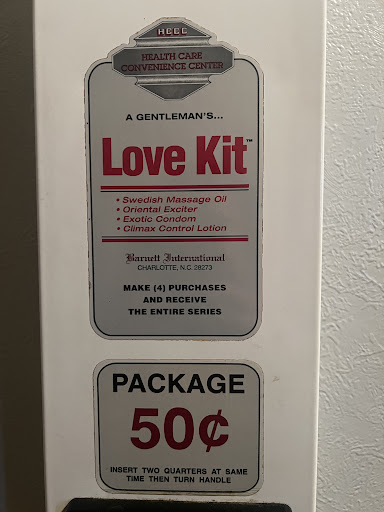 HCCC
HEALTH CARE
CONVENIENCE CENTER
A GENTLEMAN'S...
Love Kit™
• Swedish Massage Oil
• Oriental Exciter
• Exotic Condom
• Climax Control Lotion
Barnett International
CHARLOTTE, N.C. 28273
MAKE (4) PURCHASES
AND RECEIVE
THE ENTIRE SERIES
PACKAGE
50¢
INSERT TWO QUARTERS AT SAME
TIME THEN TURN HANDLE